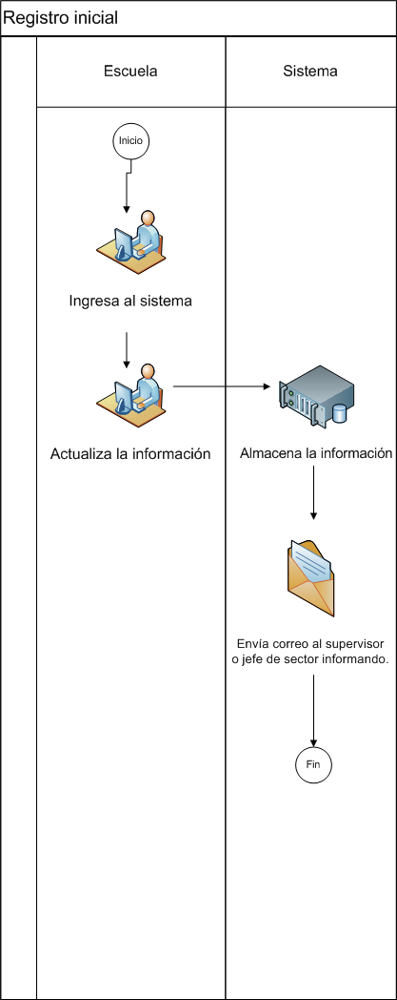 Registro inicial
Escuela
Sistema
Inicio
Ingresa al sistema
Actualiza la información
Almacena la información
Envía correo al supervisor
o jefe de sector informando.
Fin